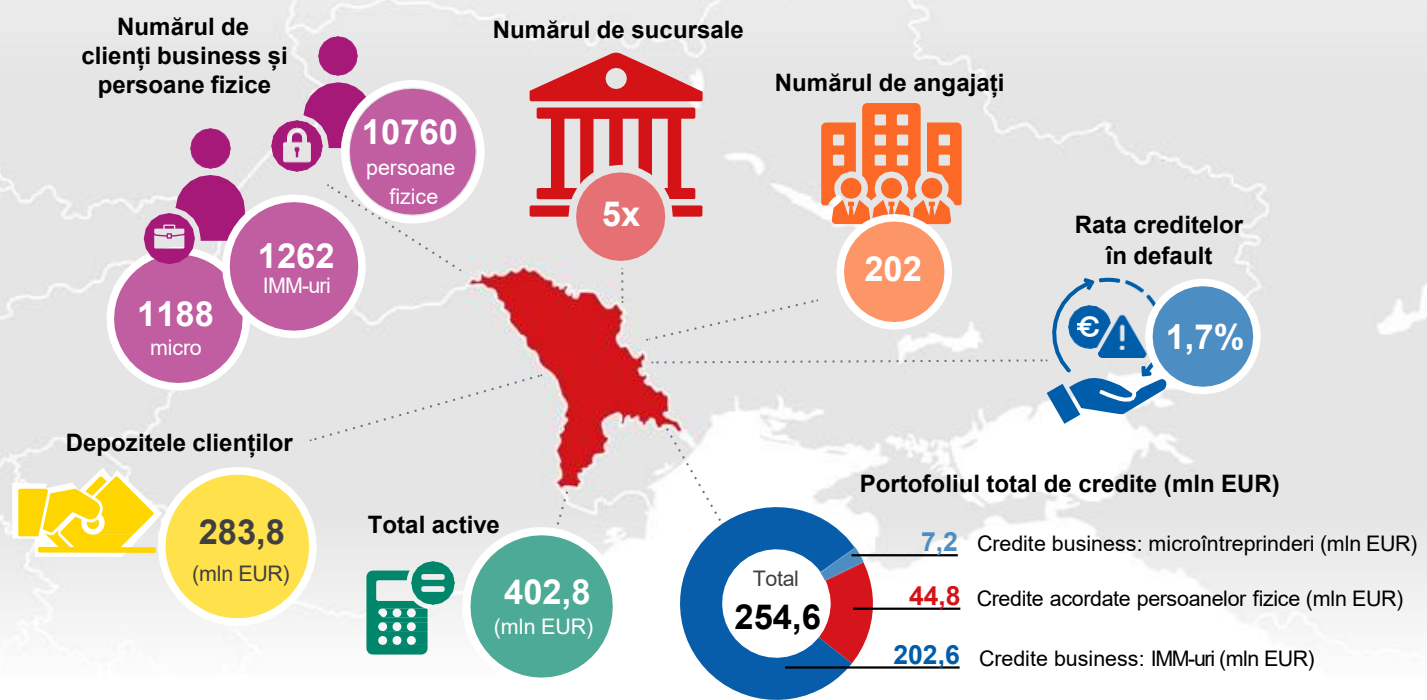 Numărul de
clienți business și
persoane fizice
10760
persoane
fizice
1262
IMM-uri
1188
micro
Numărul de sucursale
5x
Numărul de angajați
202
Rata creditelor
în default
€
!
1,7%
Depozitele clienților
283,8
(mln EUR)
Total active
=
402,8
(mln EUR)
Portofoliul total de credite (mln EUR)
Total
254,6
7,2 Credite business: microîntreprinderi (mln EUR)
44,8 Credite acordate persoanelor fizice (mln EUR)
202,6 Credite business: IMM-uri (mln EUR)